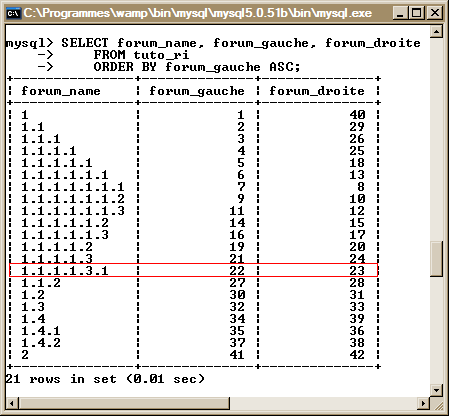 C:\Programmes\wamp\bin\mysql\mysql5.0.51b\bin\mysql.exe
mysql> SELECT forum_name, forum_gauche, forum_droite
-> FROM tuto_ri
-> ORDER BY forum_gauche ASC;
+---------------+--------------+--------------+
| forum_name | forum_gauche | forum_droite |
+---------------+--------------+--------------+
| 1 | 1 | 40 |
| 1.1 | 2 | 29 |
| 1.1.1 | 3 | 26 |
| 1.1.1.1 | 4 | 25 |
| 1.1.1.1.1 | 5 | 18 |
| 1.1.1.1.1.1 | 6 | 13 |
| 1.1.1.1.1.1.1 | 7 | 8 |
| 1.1.1.1.1.1.2 | 9 | 10 |
| 1.1.1.1.1.1.3 | 11 | 12 |
| 1.1.1.1.1.2 | 14 | 15 |
| 1.1.1.1.1.3 | 16 | 17 |
| 1.1.1.1.2 | 19 | 20 |
| 1.1.1.1.3 | 21 | 24 |
| 1.1.1.1.3.1 | 22 | 23 |
| 1.1.2 | 27 | 28 |
| 1.2 | 30 | 31 |
| 1.3 | 32 | 33 |
| 1.4 | 34 | 39 |
| 1.4.1 | 35 | 36 |
| 1.4.2 | 37 | 38 |
| 2 | 41 | 42 |
+---------------+--------------+--------------+
21 rows in set (0.01 sec)